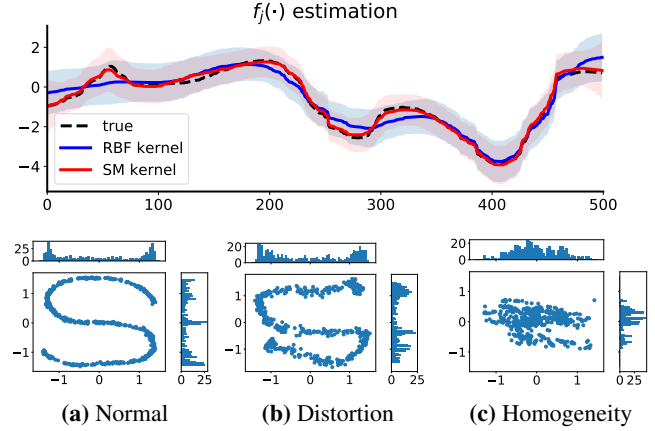 f_j(·) estimation
2
0
−2
−4
true
RBF kernel
SM kernel
0 100 200 300 400 500
25
0
20
0
20
0
1
0
−1
1
0
−1
1
0
−1
−1 0 1 0 25
−1 0 1 0 25
−1 0 1 0 25
(a) Normal (b) Distortion (c) Homogeneity